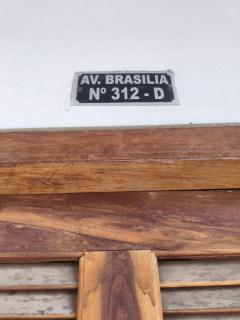 AV. BRASILIA
Nº 312 - D